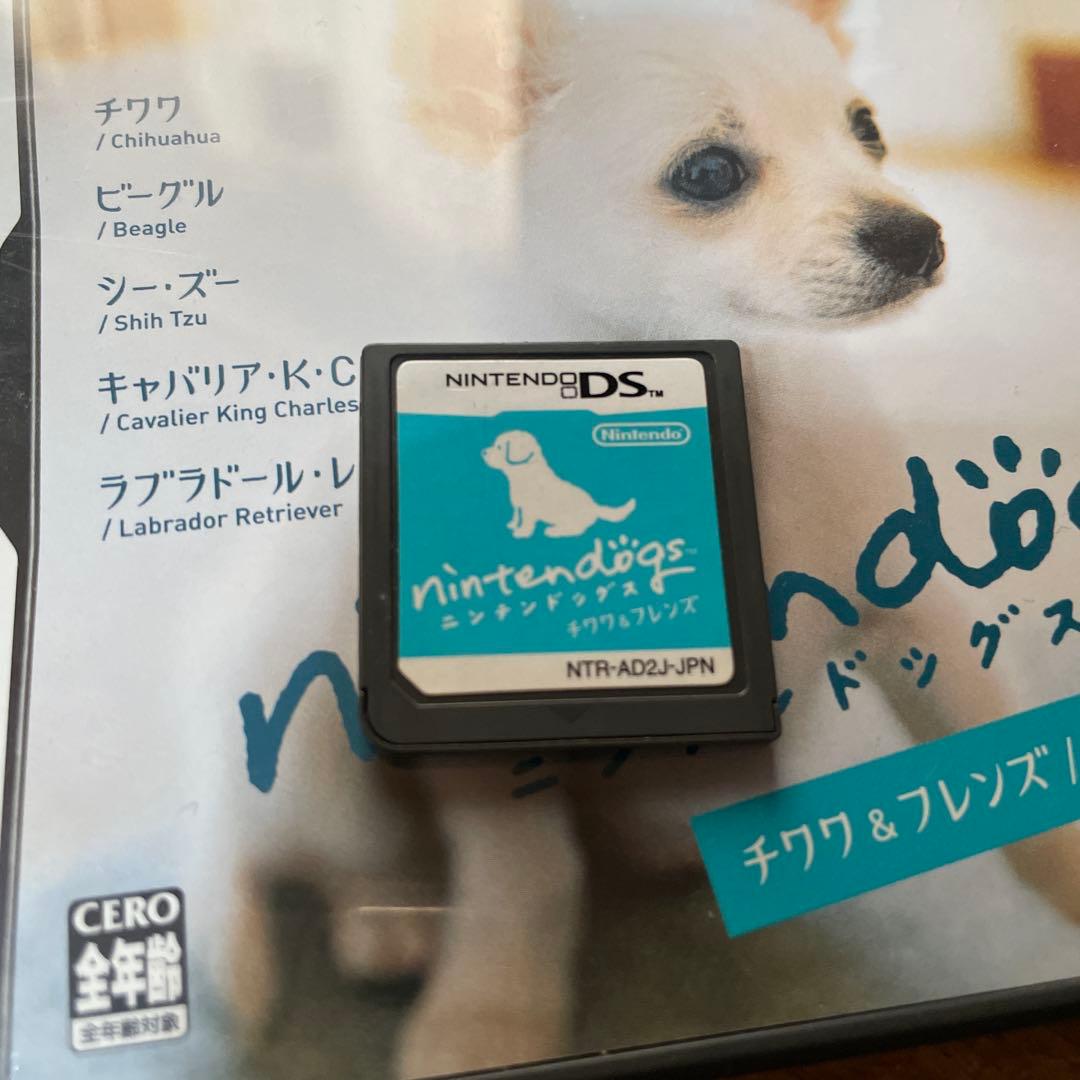 チワワ
/ Chihuahua
ビーグル
/ Beagle
シー・ズー
/ Shih Tzu
キャバリア・K・C
/ Cavalier King Charles
ラブラドール・レ
/ Labrador Retriever
NINTENDO DS™
Nintendo
nintendogs™
ニンテンドッグス
チワワ&フレンズ
NTR-AD2J-JPN
ドッグス
チワワ&フレンズ /
CERO
全年齢
全年齢対象